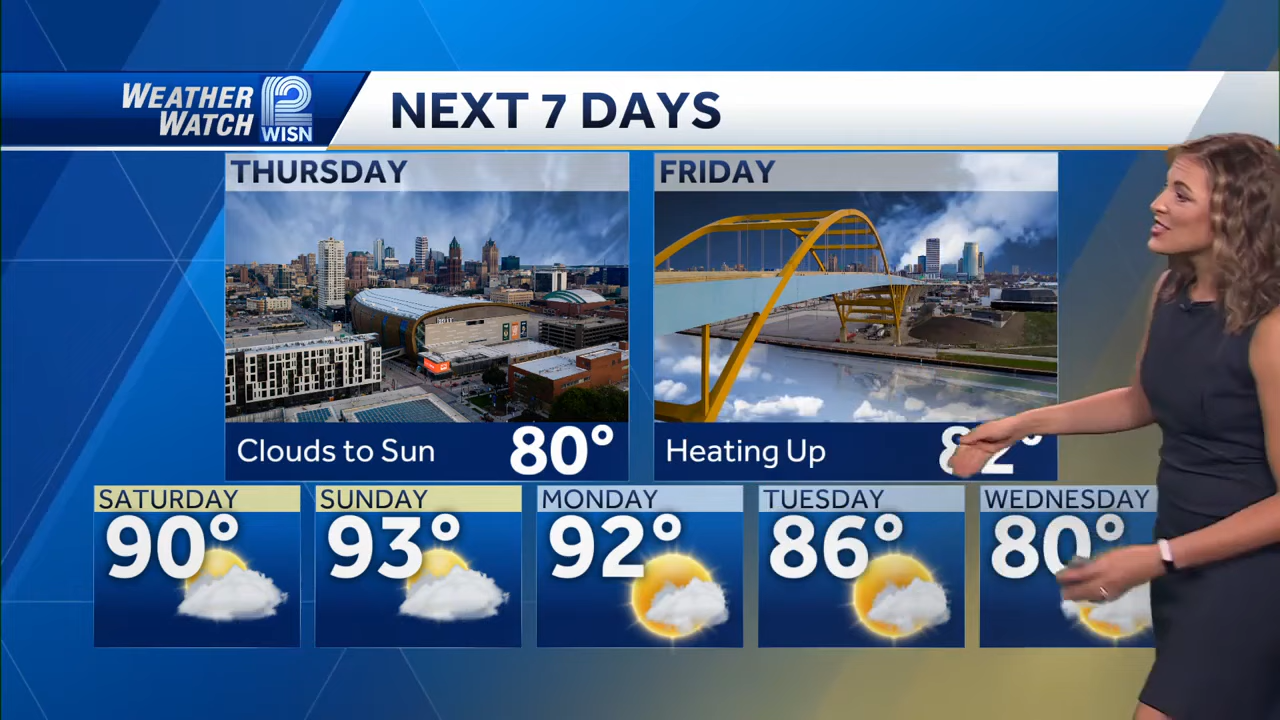 WEATHER
WATCH
12
WISN
NEXT 7 DAYS
THURSDAY
FRIDAY
Clouds to Sun
80°
Heating Up
82°
SATURDAY
SUNDAY
MONDAY
TUESDAY
WEDNESDAY
90°
93°
92°
86°
80°